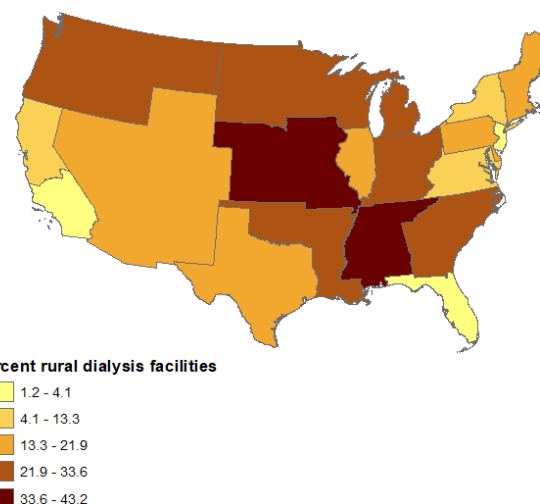 rcent rural dialysis facilities
1.2 - 4.1
4.1 - 13.3
13.3 - 21.9
21.9 - 33.6
33.6 - 43.2